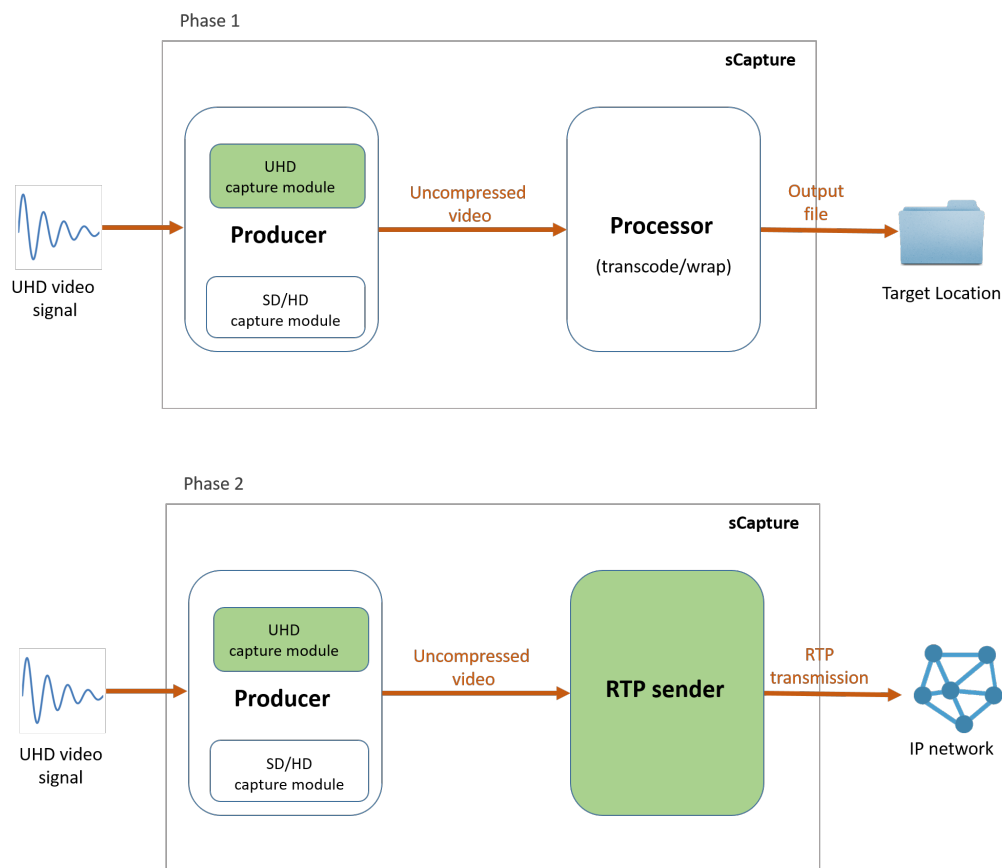 Phase 1
sCapture
UHD
capture module
Producer
SD/HD
capture module
UHD video
signal
Uncompressed
video
Processor
(transcode/wrap)
Output
file
Target Location
Phase 2
sCapture
UHD
capture module
Producer
SD/HD
capture module
UHD video
signal
Uncompressed
video
RTP sender
RTP
transmission
IP network